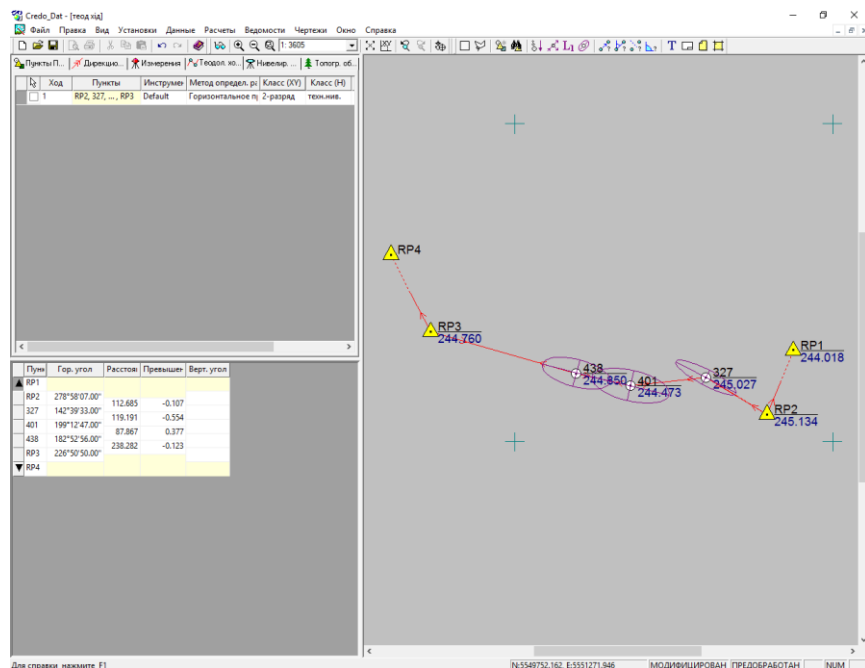 Credo_Dat - [теод хід]
Файл Правка Вид Установки Данные Расчеты Ведомости Чертежи Окно Справка
1: 3605
Пункты П... Дирекцио... Измерения Теодол. хо... Нивелир. ... Топогр. об...
Ход Пункты Инструмен Метод определ. ра Класс (XY) Класс (H)
1 RP2, 327, ... , RP3 Default Горизонтальное п 2-разряд техн.нив.
RP4
RP3
244.760
438
244.850
401
244.473
327
245.027
RP1
244.018
RP2
245.134
Пунк Гор. угол Расстоян Превышен Верт. угол
RP1
RP2 278°58'07.00"
112.685 -0.107
327 142°39'33.00"
119.191 -0.554
401 199°12'47.00"
87.867 0.377
438 182°52'56.00"
238.282 -0.123
RP3 226°50'50.00"
RP4
Для справки нажмите F1
N:5549752.162, E:5551271.946 МОДИФИЦИРОВАН ПРЕДОБРАБОТАН NUM